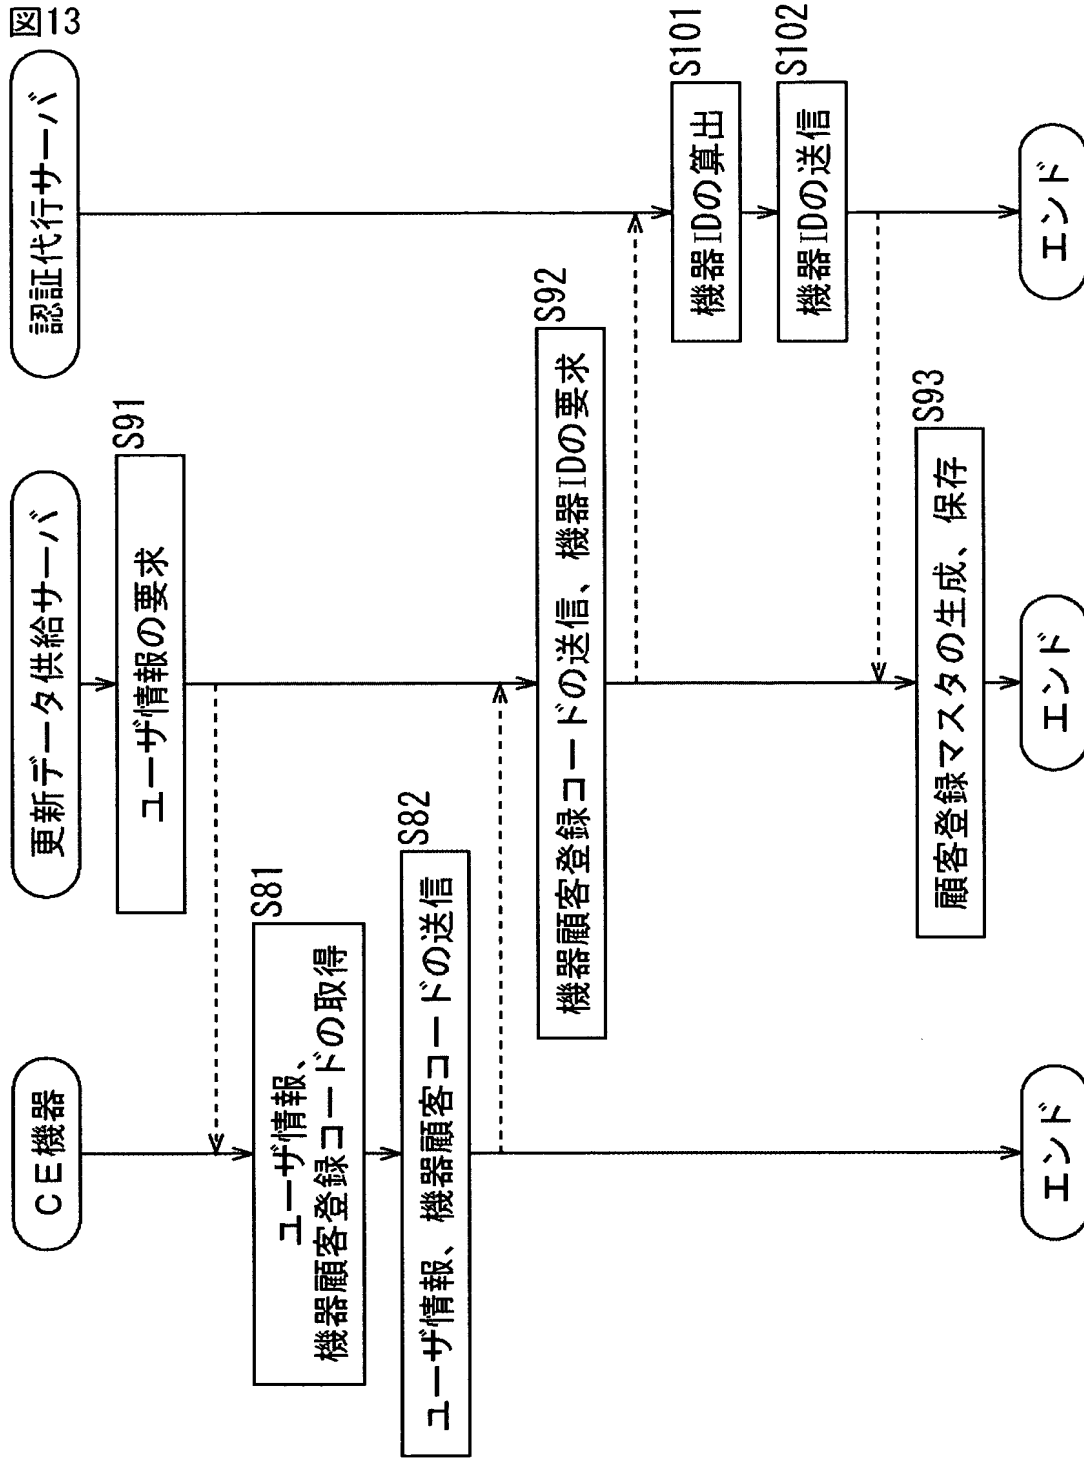 図13
CE機器
更新データ供給サーバ
認証代行サーバ
S91
ユーザ情報の要求
S81
ユーザ情報、
機器顧客登録コードの取得
S82
ユーザ情報、機器顧客コードの送信
S92
機器顧客登録コードの送信、機器IDの要求
S101
機器IDの算出
S102
機器IDの送信
S93
顧客登録マスタの生成、保存
エンド
エンド
エンド